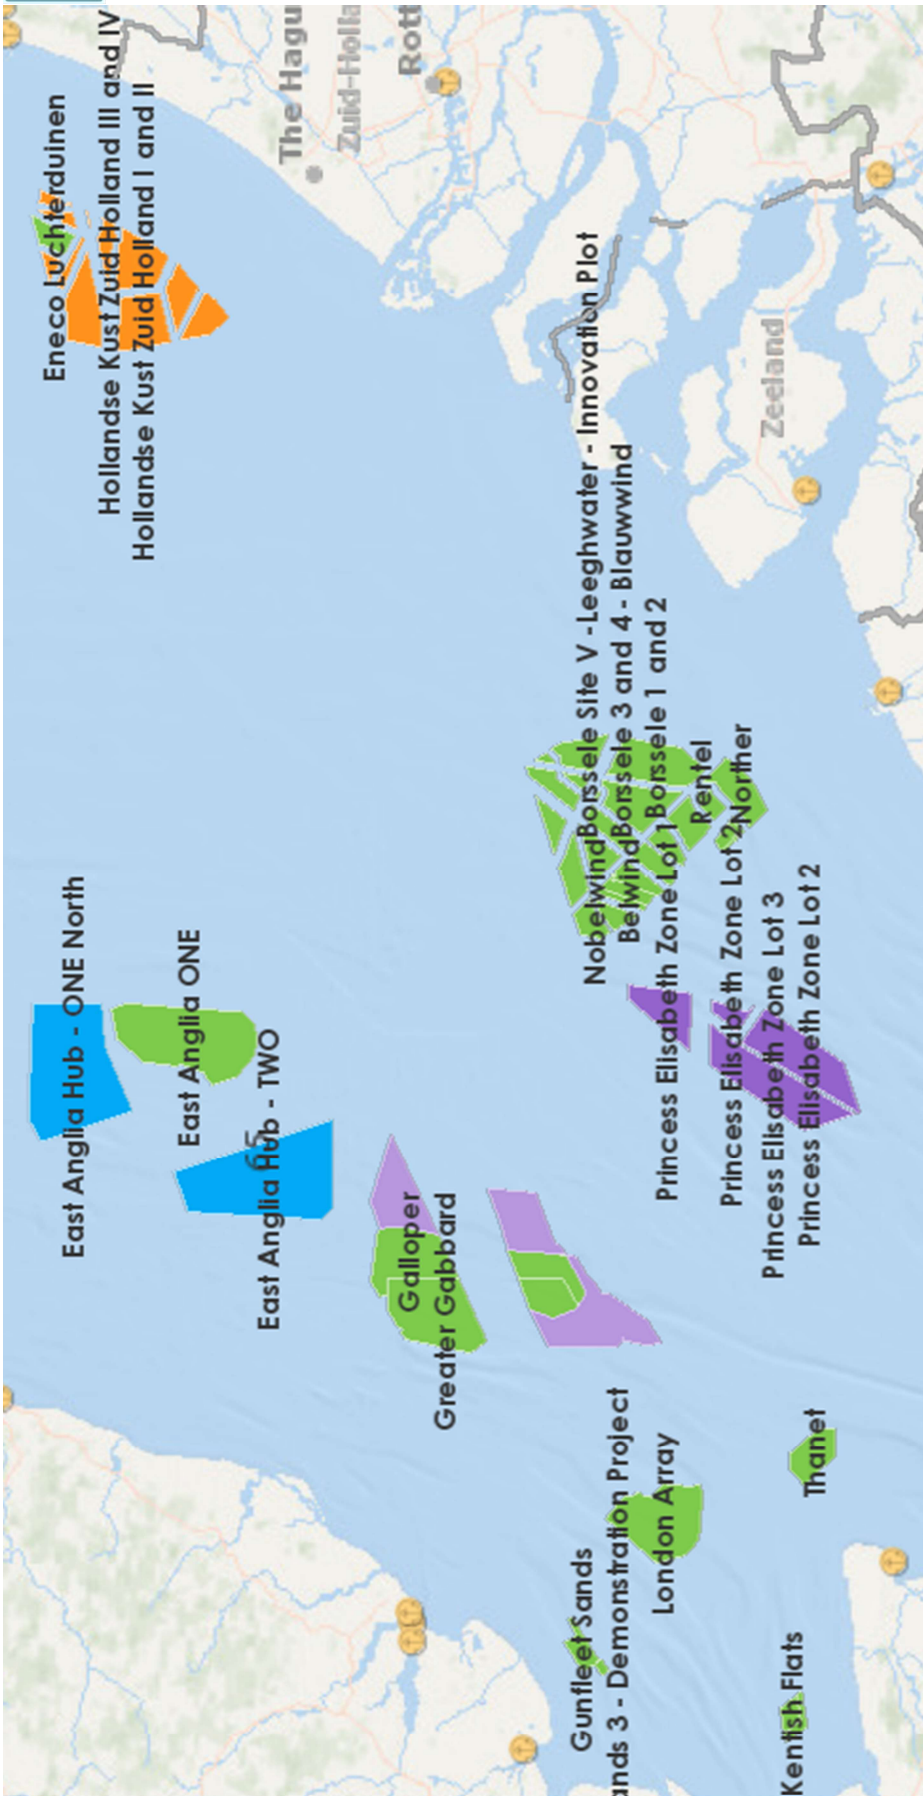 Eneco Luchterduinen
Hollandse Kust Zuid Holland III and IV
Hollandse Kust Zuid Holland I and II
The Hagu
Zuid-Holla
Rott
East Anglia Hub - ONE North
East Anglia ONE
East Anglia Hub - TWO
65
Galloper
Greater Gabbard
Borssele Site V -Leeghwater - Innovation Plot
Borssele 3 and 4 - Blauwwind
Borssele 1 and 2
Nobelwind
Belwind
Rentel
Norther
Zeeland
Princess Elisabeth Zone Lot 1
Princess Elisabeth Zone Lot 2
Princess Elisabeth Zone Lot 3
Princess Elisabeth Zone Lot 2
Gunfleet Sands
ands 3 - Demonstration Project
London Array
Thanet
Kentish Flats